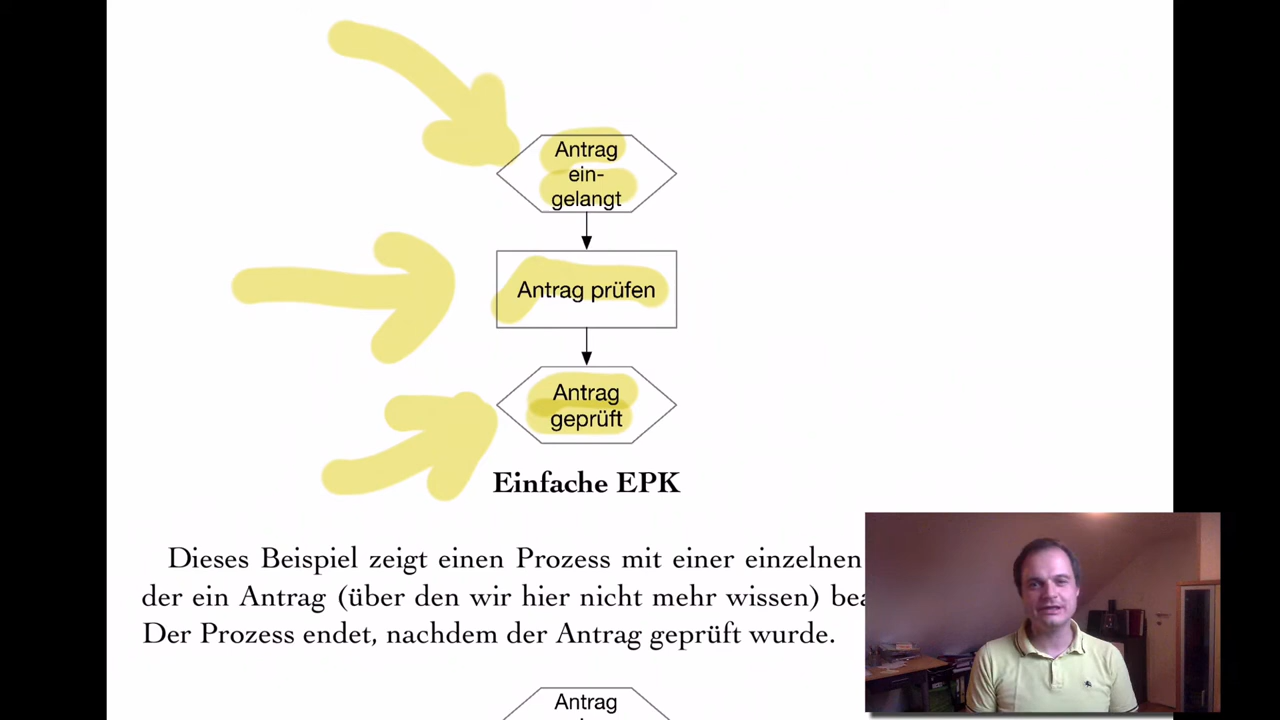 Antrag
ein-
gelangt
Antrag prüfen
Antrag
geprüft
Einfache EPK
Dieses Beispiel zeigt einen Prozess mit einer einzelnen
der ein Antrag (über den wir hier nicht mehr wissen)
Der Prozess endet, nachdem der Antrag geprüft wurde.
Antrag